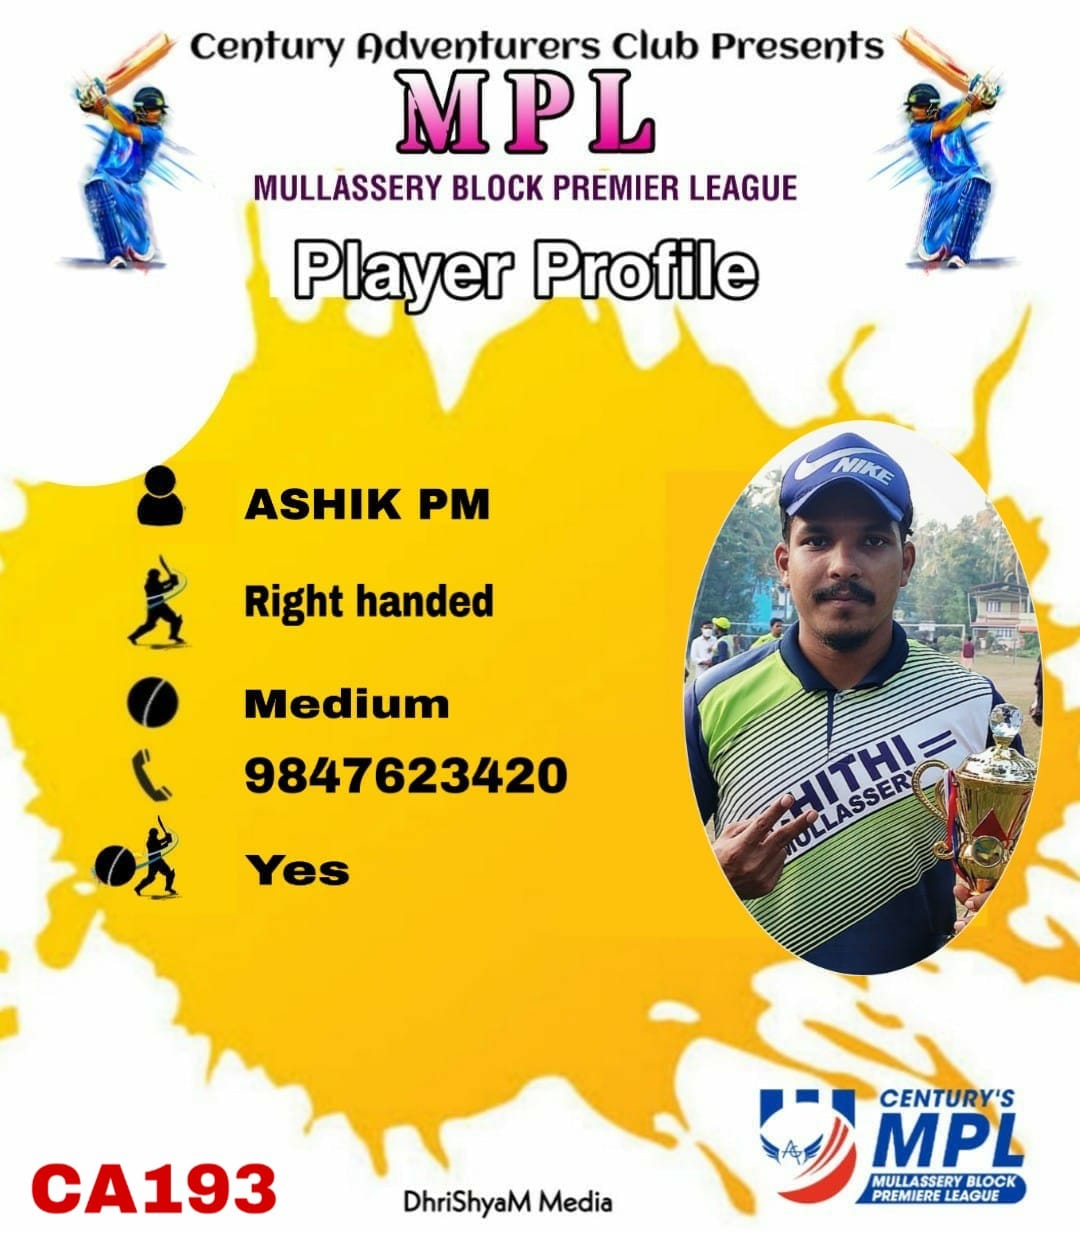 Century Adventurers Club Presents
MPL
MULLASSERY BLOCK PREMIER LEAGUE
Player Profile
ASHIK PM
Right handed
Medium
9847623420
Yes
NIKE
HITHI
MULLASSERY
CA193
DhriShyaM Media
CENTURY'S
MPL
MULLASSERY BLOCK
PREMIERE LEAGUE